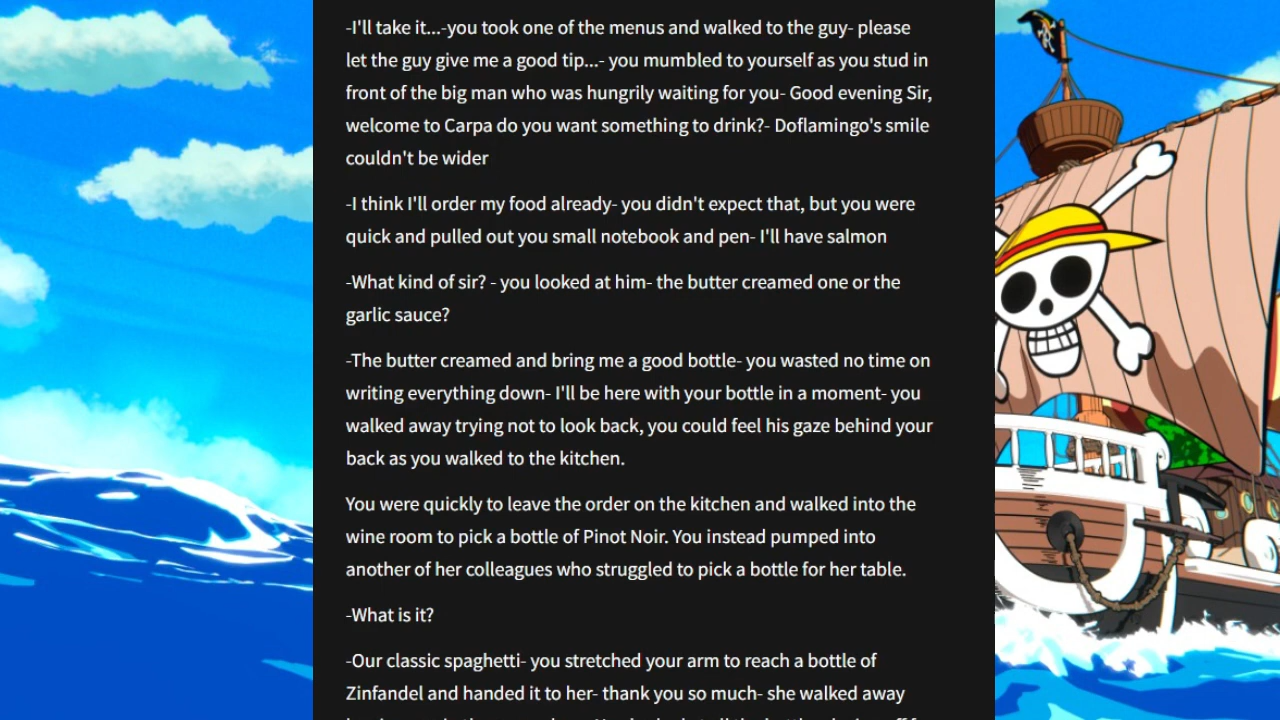 -I'll take it...-you took one of the menus and walked to the guy- please
let the guy give me a good tip...- you mumbled to yourself as you stud in
front of the big man who was hungrily waiting for you- Good evening Sir,
welcome to Carpa do you want something to drink?- Doflamingo's smile
couldn't be wider
-I think I'll order my food already- you didn't expect that, but you were
quick and pulled out you small notebook and pen- I'll have salmon
-What kind of sir? - you looked at him- the butter creamed one or the
garlic sauce?
-The butter creamed and bring me a good bottle- you wasted no time on
writing everything down- I'll be here with your bottle in a moment- you
walked away trying not to look back, you could feel his gaze behind your
back as you walked to the kitchen.
You were quickly to leave the order on the kitchen and walked into the
wine room to pick a bottle of Pinot Noir. You instead pumped into
another of her colleagues who struggled to pick a bottle for her table.
-What is it?
-Our classic spaghetti- you stretched your arm to reach a bottle of
Zinfandel and handed it to her- thank you so much- she walked away